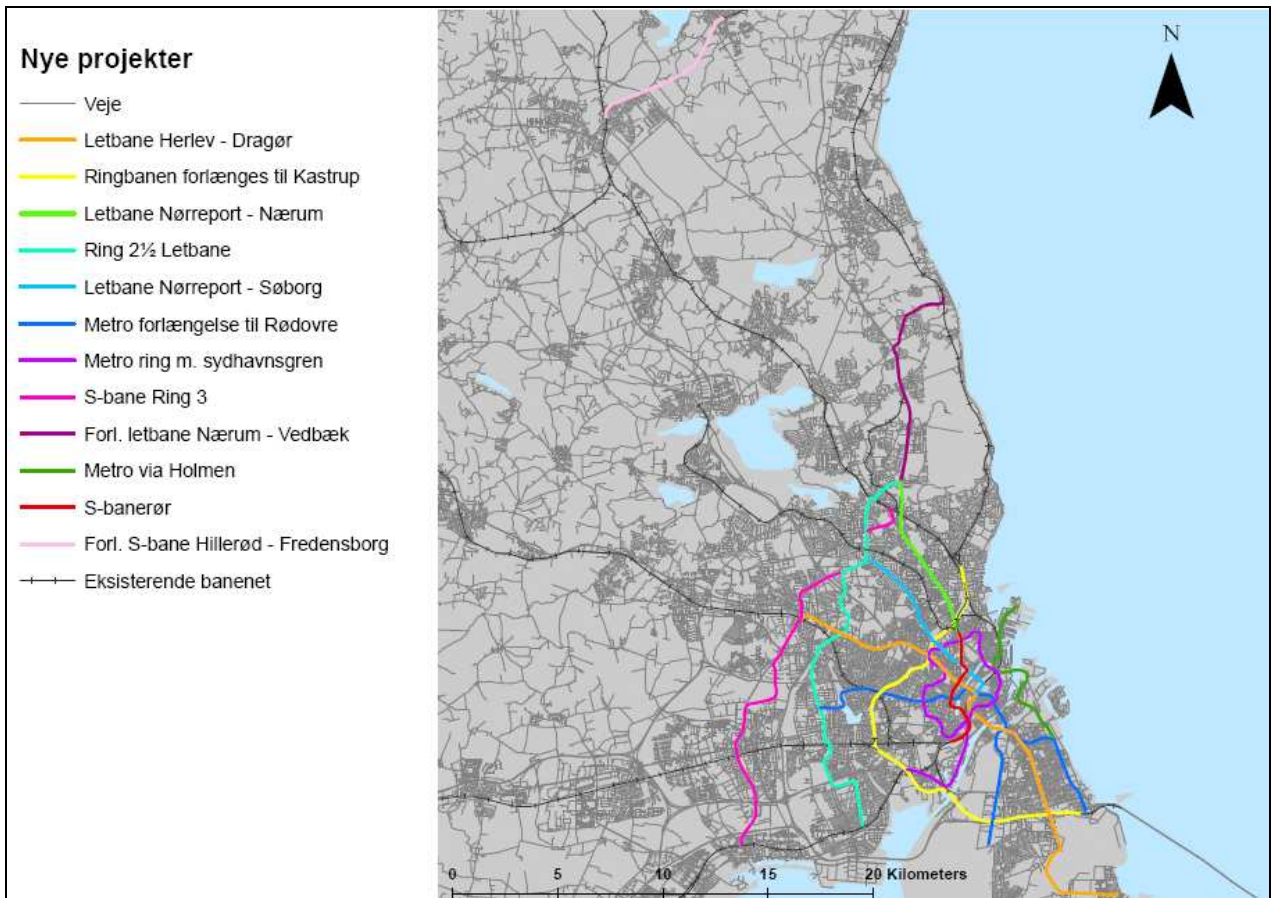 Nye projekter
Veje
Letbane Herlev - Dragør
Ringbanen forlænges til Kastrup
Letbane Nørreport - Nærum
Ring 2½ Letbane
Letbane Nørreport - Søborg
Metro forlængelse til Rødovre
Metro ring m. sydhavnsgren
S-bane Ring 3
Forl. letbane Nærum - Vedbæk
Metro via Holmen
S-banerør
Forl. S-bane Hillerød - Fredensborg
Eksisterende banenet
N
0 5 10 15 20 Kilometers